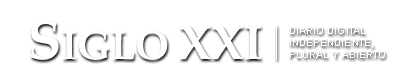 SIGLO XXI
DIARIO DIGITAL
INDEPENDIENTE,
PLURAL Y ABIERTO